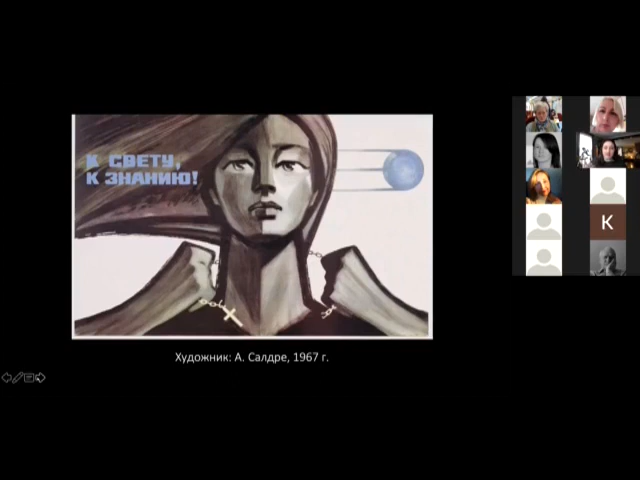 К СВЕТУ,
К ЗНАНИЮ!
K
Художник: А. Салдре, 1967 г.